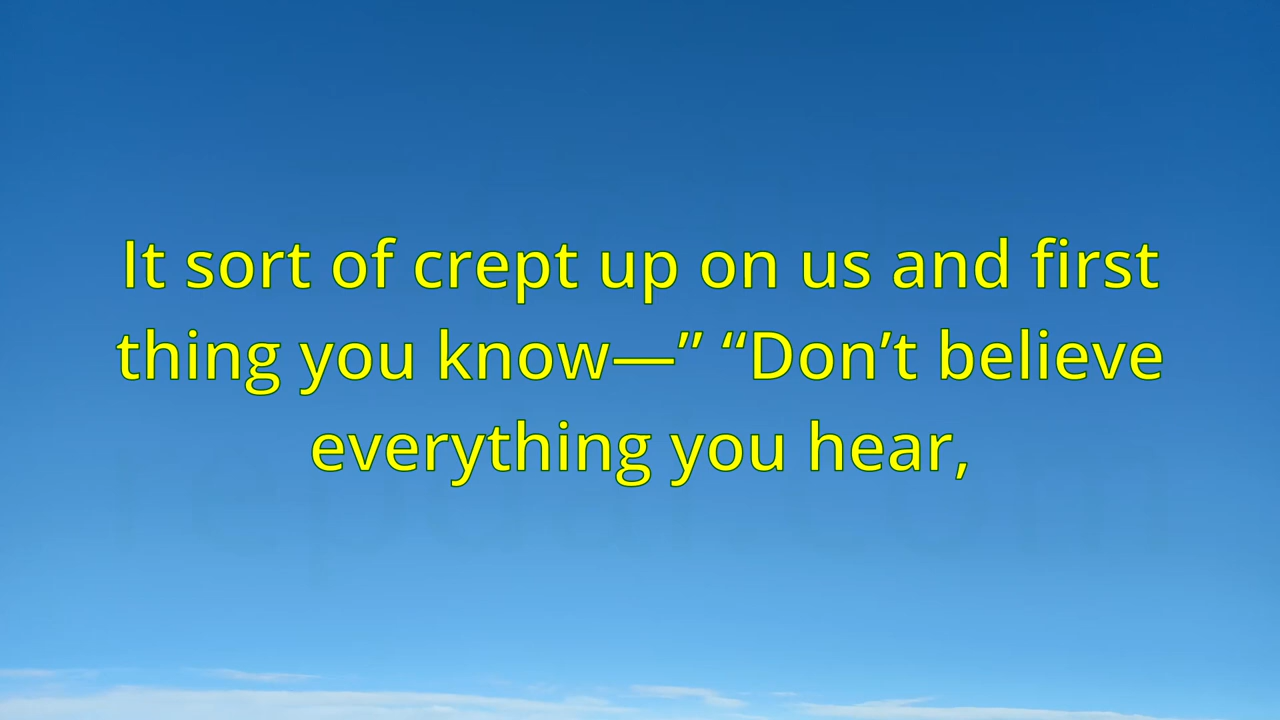 It sort of crept up on us and first
thing you know—” “Don’t believe
everything you hear,